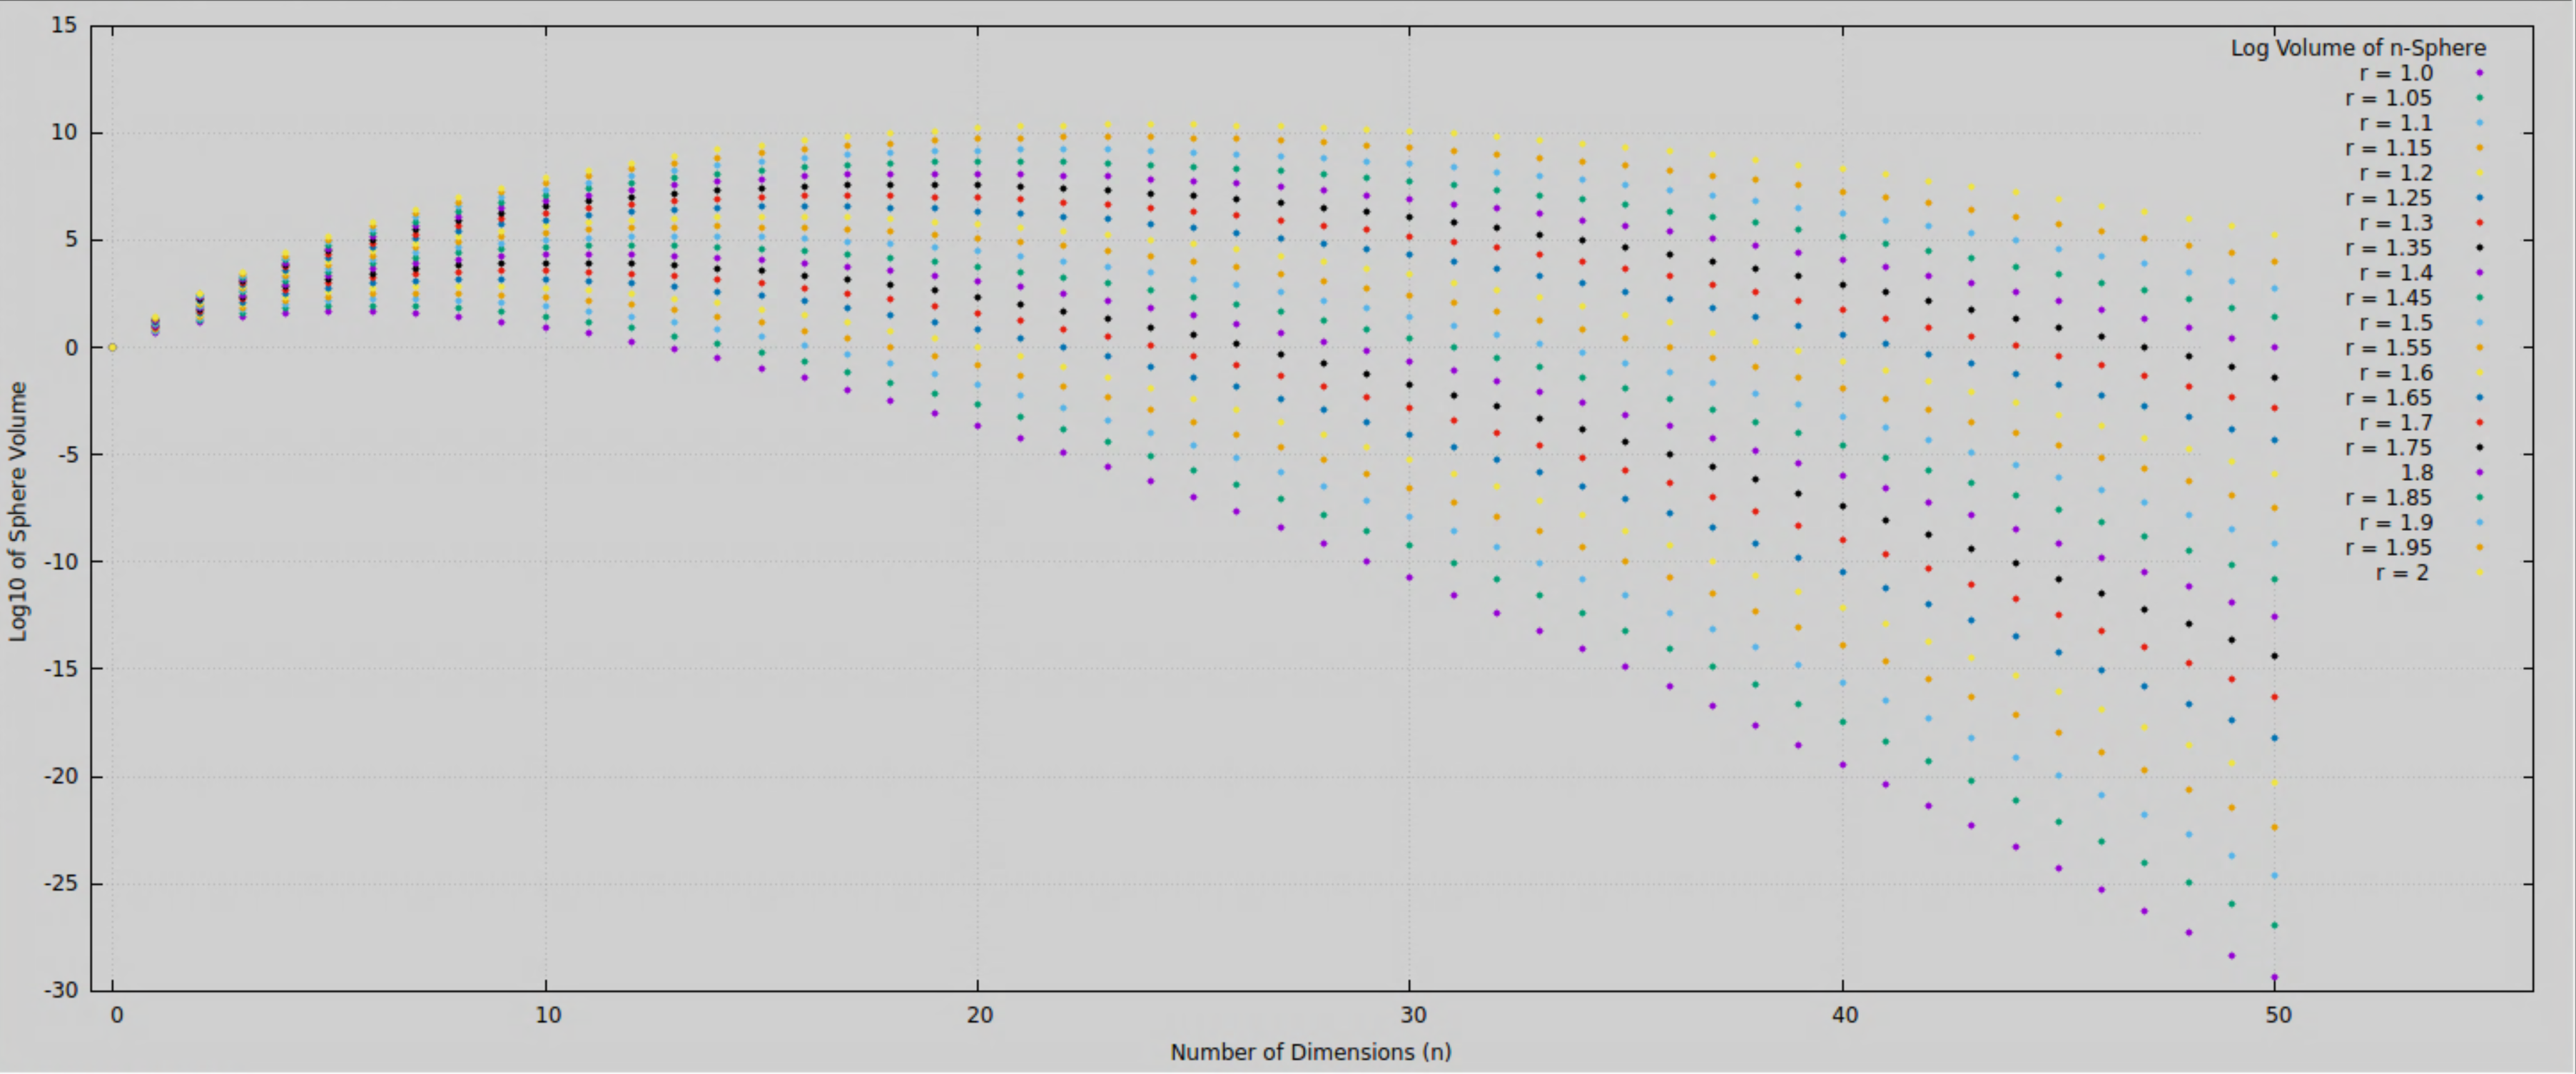 15
10
5
0
-5
-10
-15
-20
-25
-30
Log10 of Sphere Volume
0 10 20 30 40 50
Number of Dimensions (n)
Log Volume of n-Sphere
r = 1.0
r = 1.05
r = 1.1
r = 1.15
r = 1.2
r = 1.25
r = 1.3
r = 1.35
r = 1.4
r = 1.45
r = 1.5
r = 1.55
r = 1.6
r = 1.65
r = 1.7
r = 1.75
1.8
r = 1.85
r = 1.9
r = 1.95
r = 2